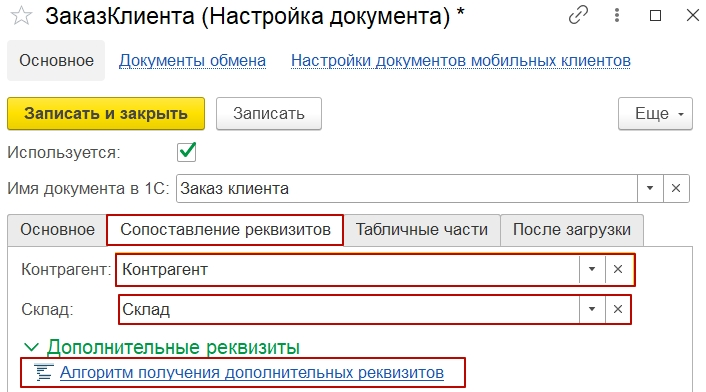 ЗаказКлиента (Настройка документа) *
Основное Документы обмена Настройки документов мобильных клиентов
Записать и закрыть Записать Еще
Используется:
Имя документа в 1С: Заказ клиента
Основное Сопоставление реквизитов Табличные части После загрузки
Контрагент: Контрагент
Склад: Склад
Дополнительные реквизиты
Алгоритм получения дополнительных реквизитов